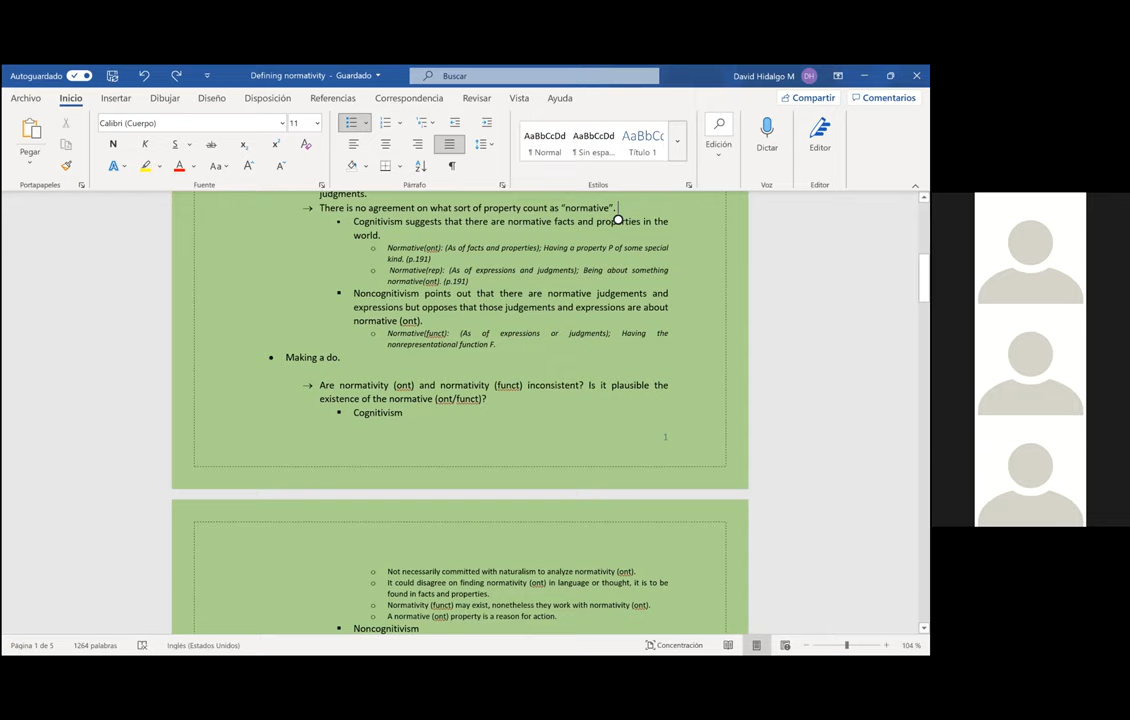 Autoguardado
Defining normativity - Guardado
Buscar
David Hidalgo M
DH
Archivo
Inicio
Insertar
Dibujar
Diseño
Disposición
Referencias
Correspondencia
Revisar
Vista
Ayuda
Compartir
Comentarios
Pegar
Calibri (Cuerpo)
11
N K S ab x₂ x² A
A A Aa A A
AaBbCcDd AaBbCcDd AaBbCc
¶ Normal ¶ Sin espa... Título 1
Edición
Dictar
Editor
Portapapeles
Fuente
Párrafo
Estilos
Voz
Editor
judgments.
→ There is no agreement on what sort of property count as “normative”.
▪ Cognitivism suggests that there are normative facts and properties in the
world.
o Normative(ont): (As of facts and properties); Having a property P of some special
kind. (p.191)
o Normative(rep): (As of expressions and judgments); Being about something
normative(ont). (p.191)
▪ Noncognitivism points out that there are normative judgements and
expressions but opposes that those judgements and expressions are about
normative (ont).
o Normative(funct): (As of expressions or judgments); Having the
nonrepresentational function F.
• Making a do.
→ Are normativity (ont) and normativity (funct) inconsistent? Is it plausible the
existence of the normative (ont/funct)?
▪ Cognitivism
1
o Not necessarily committed with naturalism to analyze normativity (ont).
o It could disagree on finding normativity (ont) in language or thought, it is to be
found in facts and properties.
o Normativity (funct) may exist, nonetheless they work with normativity (ont).
o A normative (ont) property is a reason for action.
▪ Noncognitivism
Página 1 de 5
1264 palabras
Inglés (Estados Unidos)
Concentración
104 %